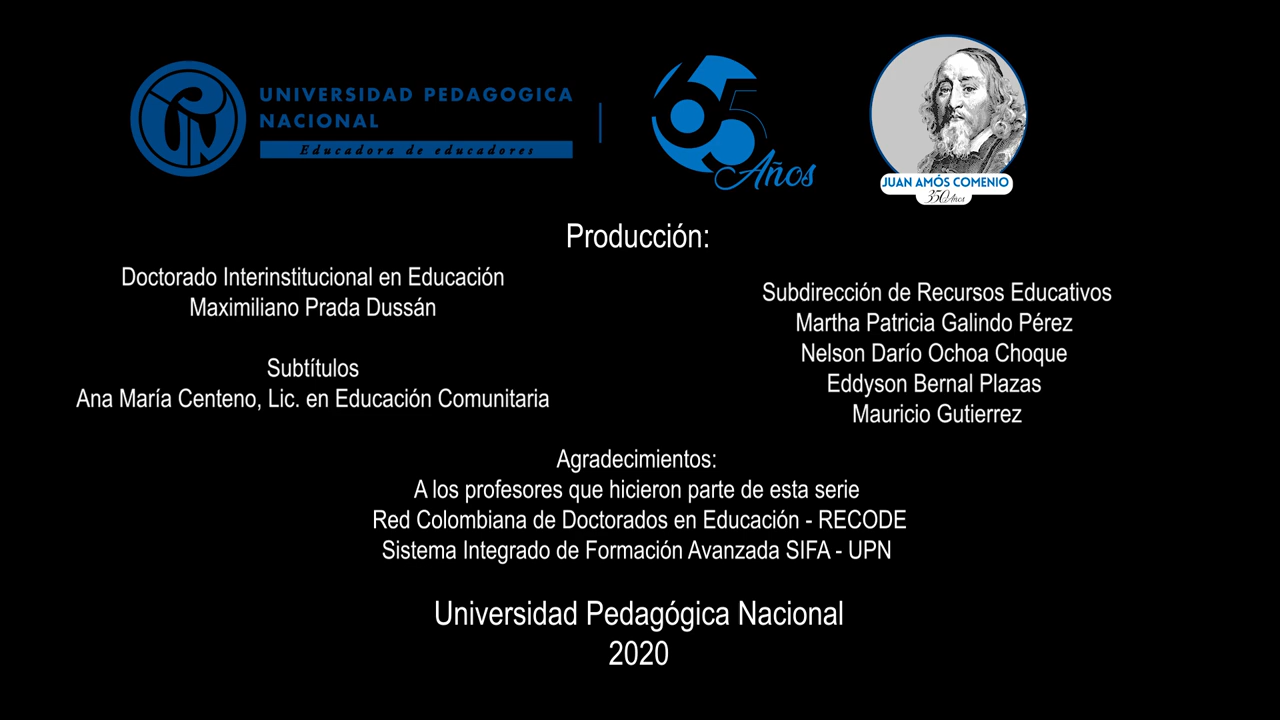 UNIVERSIDAD PEDAGOGICA
NACIONAL
Educadora de educadores
65
Años
JUAN AMÓS COMENIO
350 Años
Producción:
Doctorado Interinstitucional en Educación
Maximiliano Prada Dussán
Subtítulos
Ana María Centeno, Lic. en Educación Comunitaria
Subdirección de Recursos Educativos
Martha Patricia Galindo Pérez
Nelson Darío Ochoa Choque
Eddyson Bernal Plazas
Mauricio Gutierrez
Agradecimientos:
A los profesores que hicieron parte de esta serie
Red Colombiana de Doctorados en Educación - RECODE
Sistema Integrado de Formación Avanzada SIFA - UPN
Universidad Pedagógica Nacional
2020